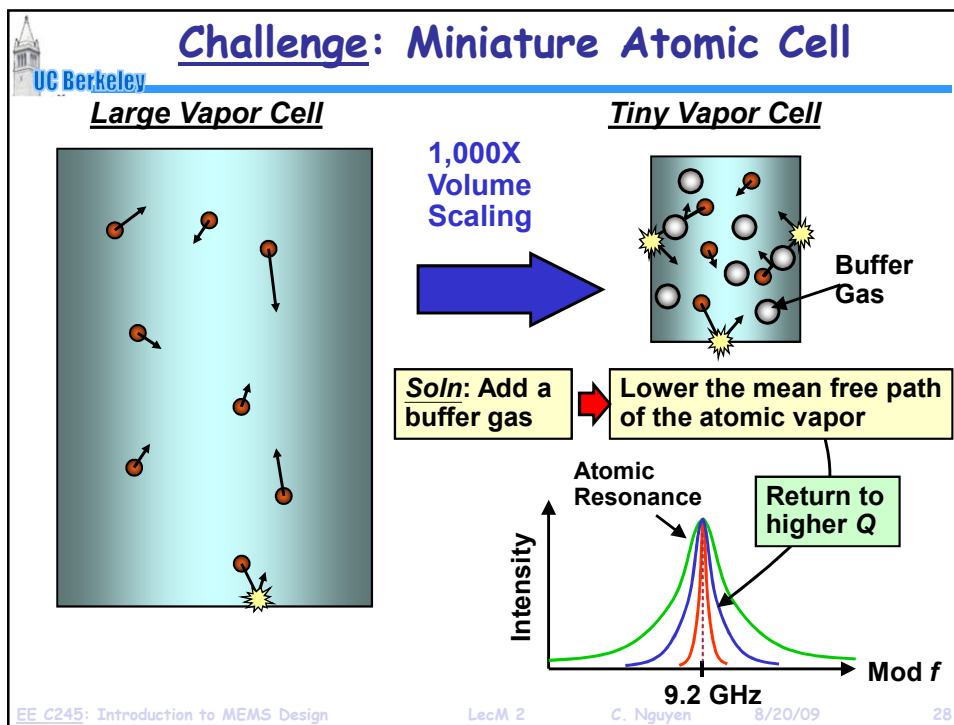 Challenge: Miniature Atomic Cell
UC Berkeley
Large Vapor Cell
Tiny Vapor Cell
1,000X
Volume
Scaling
Buffer
Gas
Soln: Add a
buffer gas
Lower the mean free path
of the atomic vapor
Atomic
Resonance
Return to
higher Q
Intensity
Mod f
9.2 GHz
EE C245: Introduction to MEMS Design
LecM 2
C. Nguyen
8/20/09
28